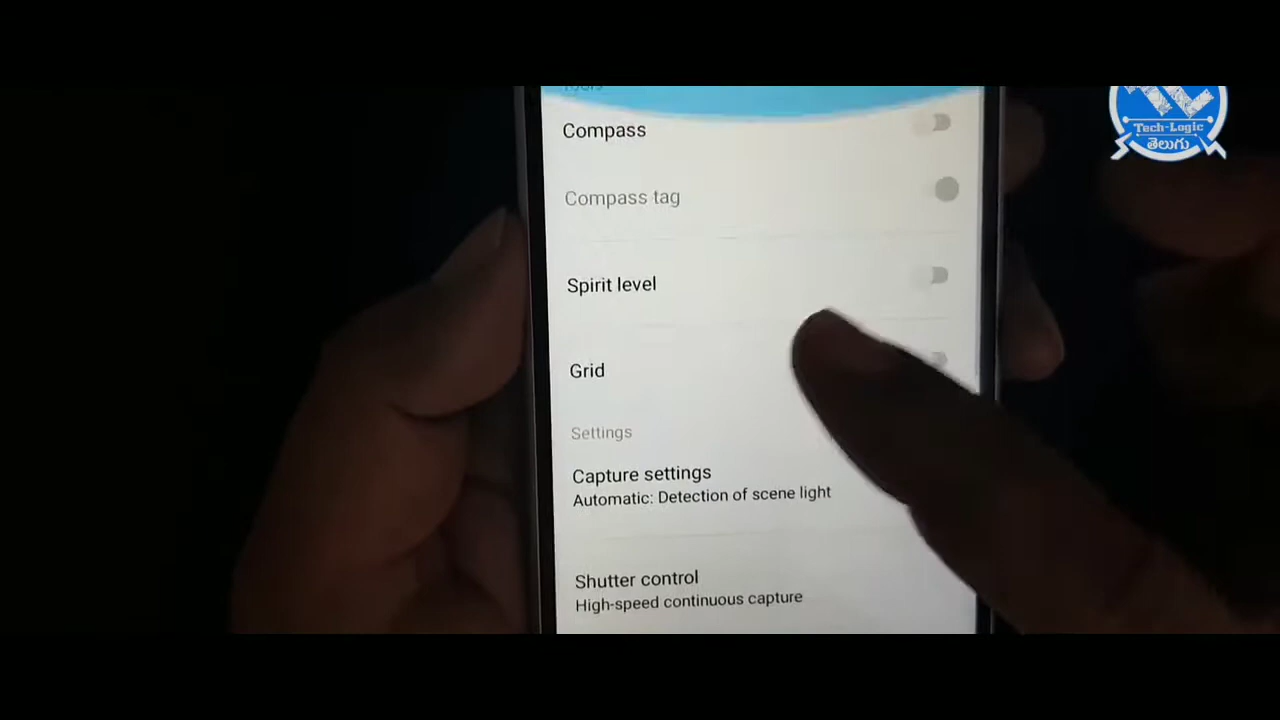 Tools
Compass
Compass tag
Spirit level
Grid
Settings
Capture settings
Automatic: Detection of scene light
Shutter control
High-speed continuous capture
Tech-Logic
తెలుగు